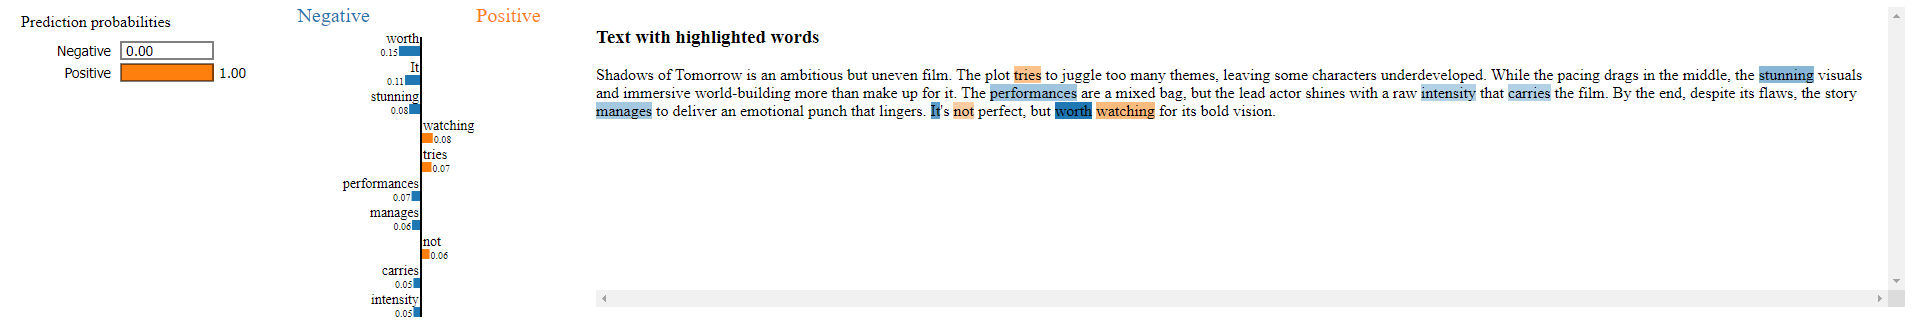 Prediction probabilities
Negative 0.00
Positive 1.00
Negative Positive
worth
0.15
It
0.11
stunning
0.08
watching
0.08
tries
0.07
performances
0.07
manages
0.06
not
0.06
carries
0.05
intensity
0.05
Text with highlighted words
Shadows of Tomorrow is an ambitious but uneven film. The plot tries to juggle too many themes, leaving some characters underdeveloped. While the pacing drags in the middle, the stunning visuals
and immersive world-building more than make up for it. The performances are a mixed bag, but the lead actor shines with a raw intensity that carries the film. By the end, despite its flaws, the story
manages to deliver an emotional punch that lingers. It's not perfect, but worth watching for its bold vision.